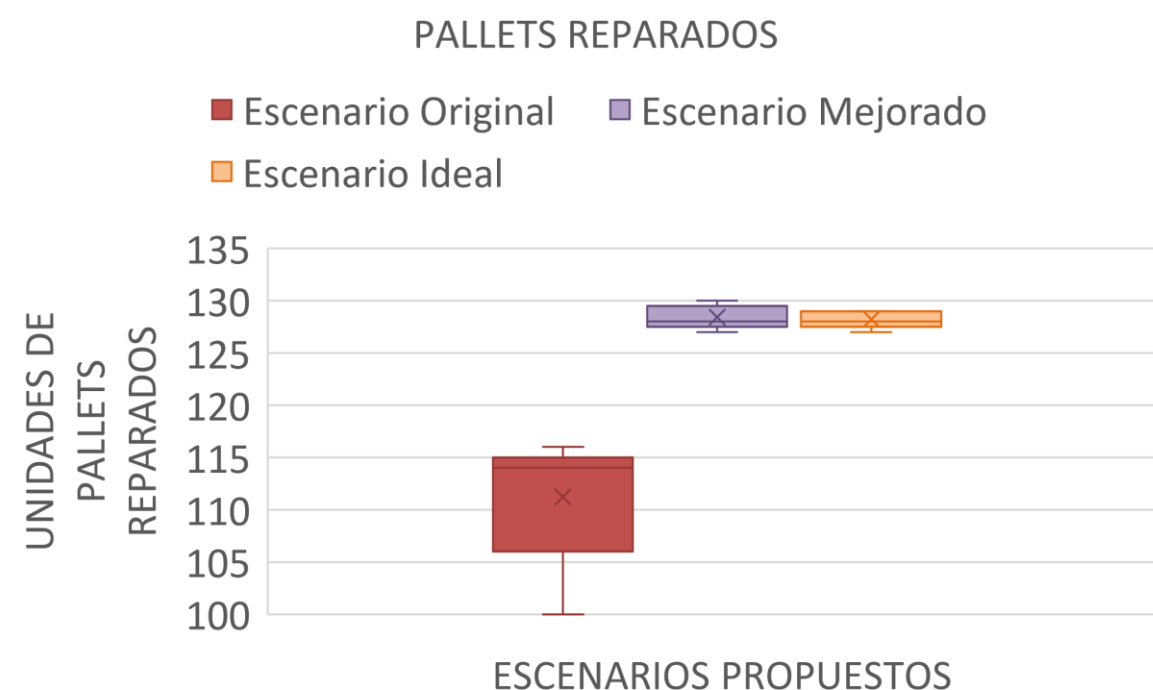 PALLETS REPARADOS
Escenario Original
Escenario Mejorado
Escenario Ideal
UNIDADES DE
PALLETS
REPARADOS
135
130
125
120
115
110
105
100
ESCENARIOS PROPUESTOS